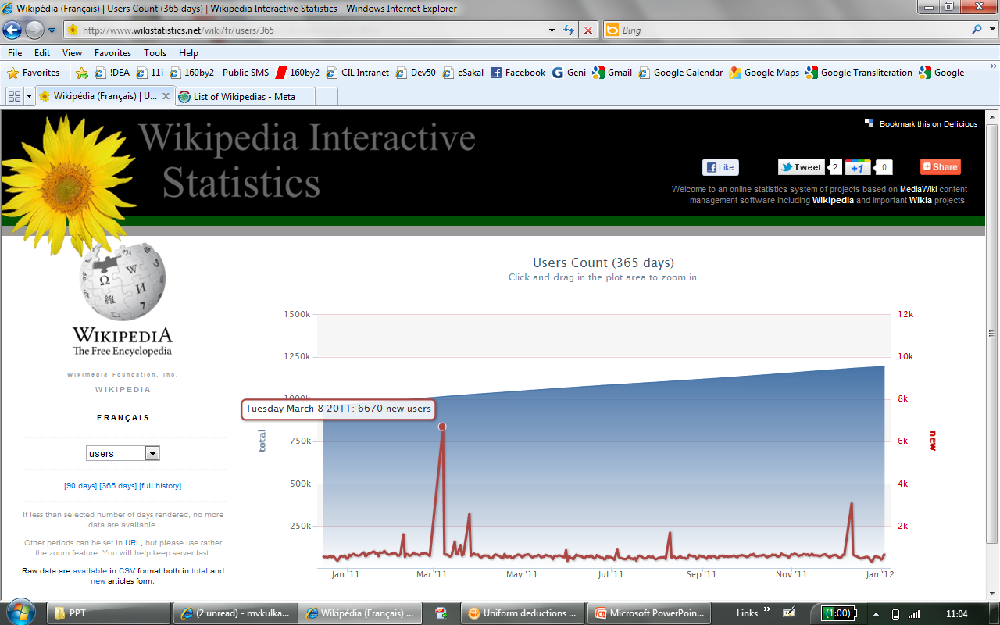 Wikipédia (Français) | Users Count (365 days) | Wikipedia Interactive Statistics - Windows Internet Explorer
http://www.wikistatistics.net/wiki/fr/users/365
Bing
File Edit View Favorites Tools Help
Favorites !DEA 11i 160by2 - Public SMS 160by2 CIL Intranet Dev50 eSakal Facebook Geni Gmail Google Calendar Google Maps Google Transliteration Google
Wikipédia (Français) | U... List of Wikipedias - Meta
Bookmark this on Delicious
Wikipedia Interactive
Statistics
Like Tweet 2 +1 0 Share
Welcome to an online statistics system of projects based on MediaWiki content
management software including Wikipedia and important Wikia projects.
WIKIPEDIA
The Free Encyclopedia
Wikimedia Foundation, Inc.
WIKIPEDIA
FRANÇAIS
users
[90 days] [365 days] [full history]
If less than selected number of days rendered, no more
data are available.
Other periods can be set in URL, but please use rather
the zoom feature. You will help keep server fast.
Raw data are available in CSV format both in total and
new articles form.
Users Count (365 days)
Click and drag in the plot area to zoom in.
1500k 12k
1250k 10k
1000k 8k
Tuesday March 8 2011: 6670 new users
750k 6k
total
new
500k 4k
250k 2k
Jan '11 Mar '11 May '11 Jul '11 Sep '11 Nov '11 Jan '12
PPT (2 unread) - mvkulka... Wikipédia (Français) ... Uniform deductions ... Microsoft PowerPoin... Links » (1:00) 11:04